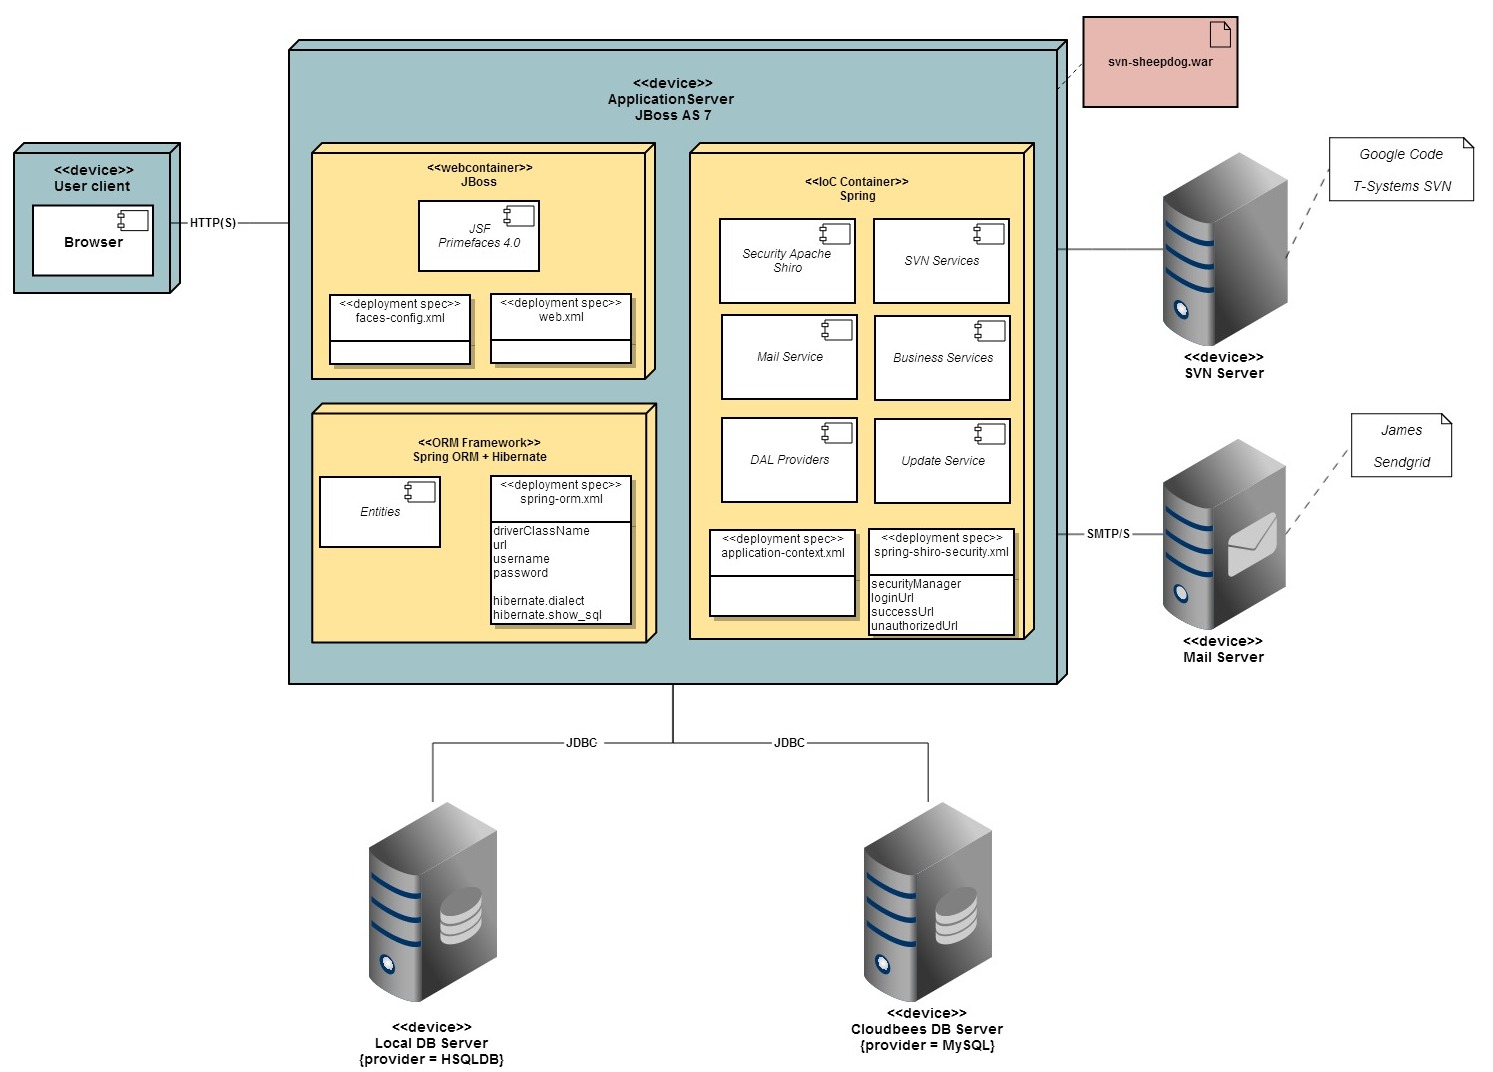 svn-sheepdog.war
<<device>>
ApplicationServer
JBoss AS 7
<<device>>
User client
Browser
HTTP(S)
<<webcontainer>>
JBoss
JSF
Primefaces 4.0
<<deployment spec>>
faces-config.xml
<<deployment spec>>
web.xml
<<ORM Framework>>
Spring ORM + Hibernate
Entities
<<deployment spec>>
spring-orm.xml
driverClassName
url
username
password
hibernate.dialect
hibernate.show_sql
<<IoC Container>>
Spring
Security Apache
Shiro
SVN Services
Mail Service
Business Services
DAL Providers
Update Service
<<deployment spec>>
application-context.xml
<<deployment spec>>
spring-shiro-security.xml
securityManager
loginUrl
successUrl
unauthorizedUrl
Google Code
T-Systems SVN
<<device>>
SVN Server
James
Sendgrid
SMTP/S
<<device>>
Mail Server
JDBC
JDBC
<<device>>
Local DB Server
{provider = HSQLDB}
<<device>>
Cloudbees DB Server
{provider = MySQL}